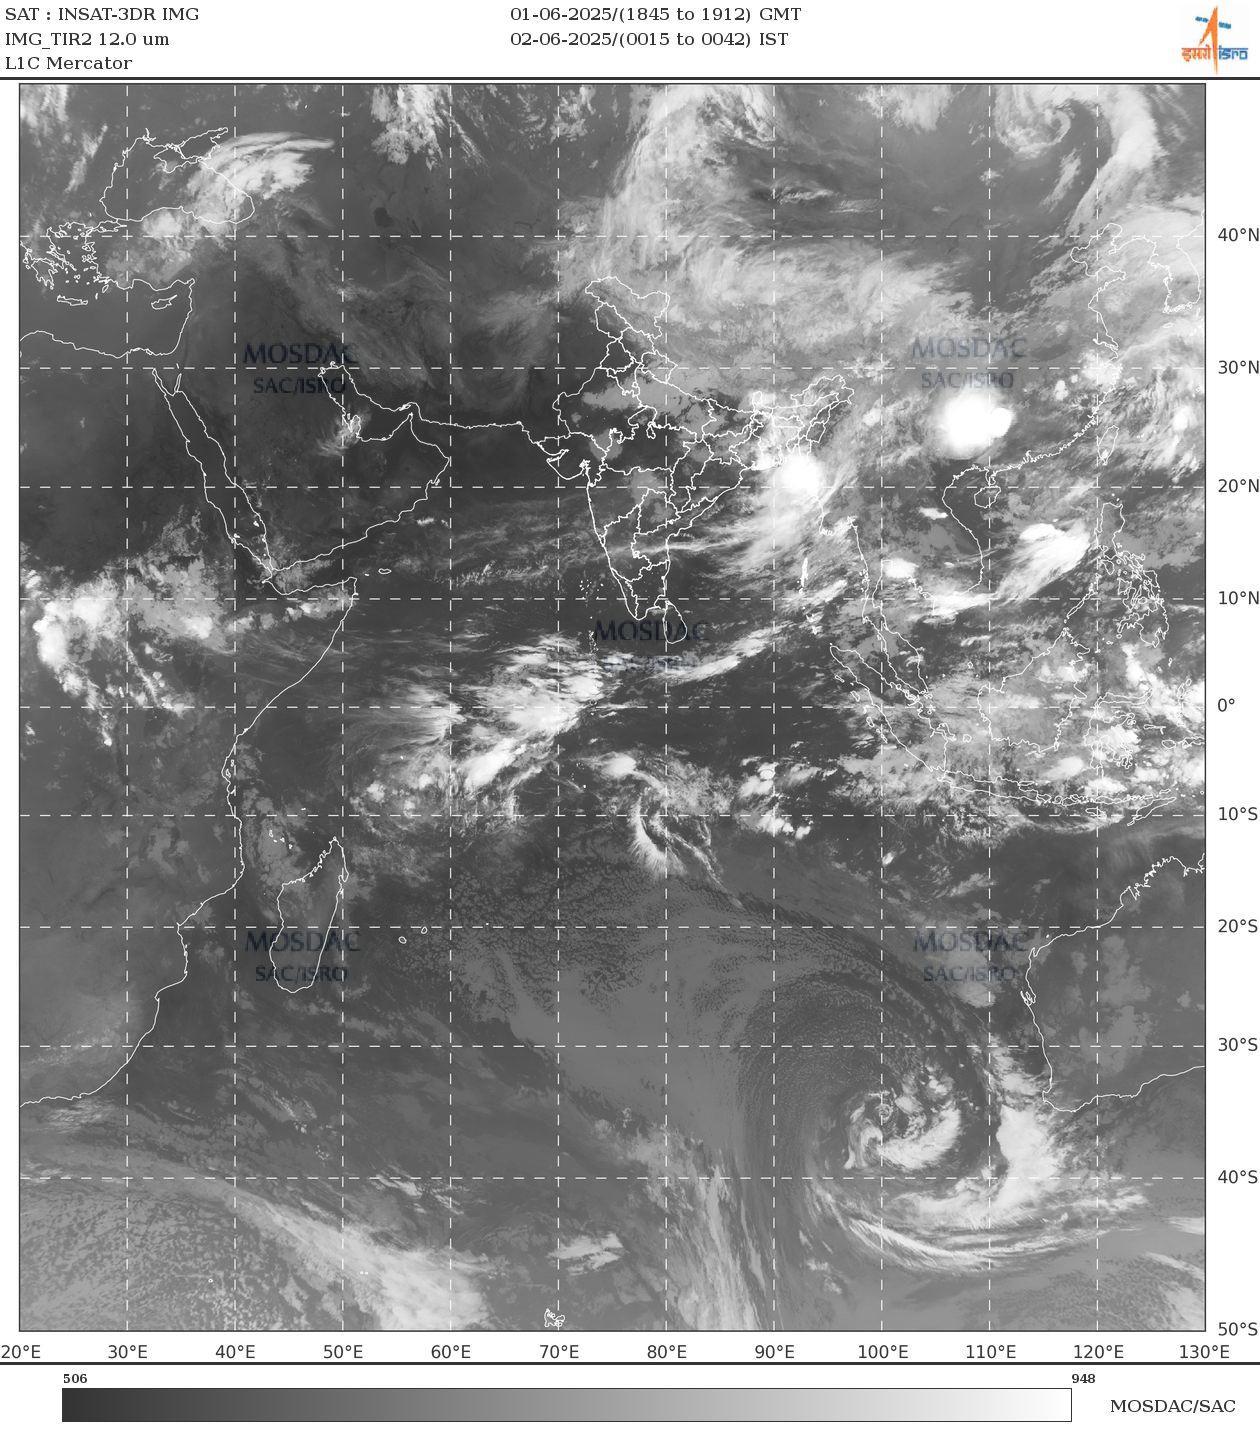 SAT : INSAT-3DR IMG
01-06-2025/(1845 to 1912) GMT
IMG_TIR2 12.0 um
02-06-2025/(0015 to 0042) IST
L1C Mercator
इसरो isro
40°N
MOSDAC
SAC/ISRO
MOSDAC
SAC/ISRO
30°N
20°N
10°N
MOSDAC
0°
10°S
20°S
MOSDAC
SAC/ISRO
MOSDAC
SAC/ISRO
30°S
40°S
50°S
20°E 30°E 40°E 50°E 60°E 70°E 80°E 90°E 100°E 110°E 120°E 130°E
506
948
MOSDAC/SAC